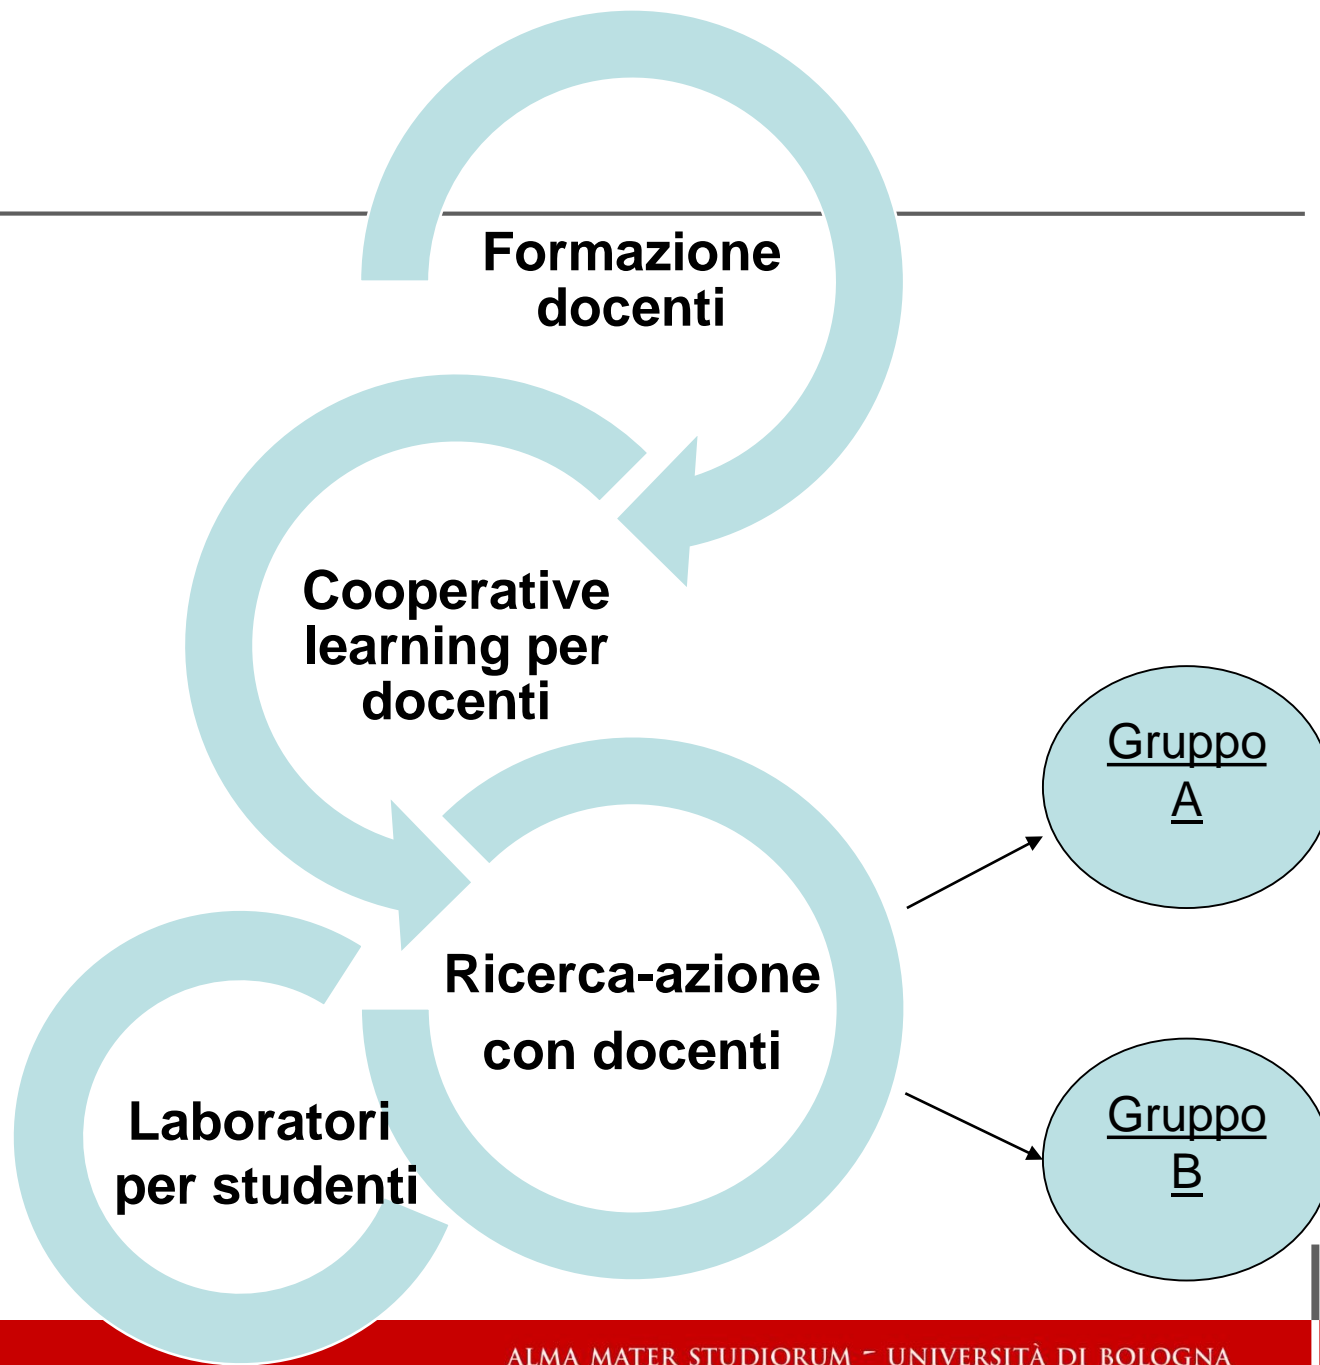 Formazione
docenti
Cooperative
learning per
docenti
Gruppo
A
Ricerca-azione
con docenti
Laboratori
per studenti
Gruppo
B
ALMA MATER STUDIORUM - UNIVERSITÀ DI BOLOGNA